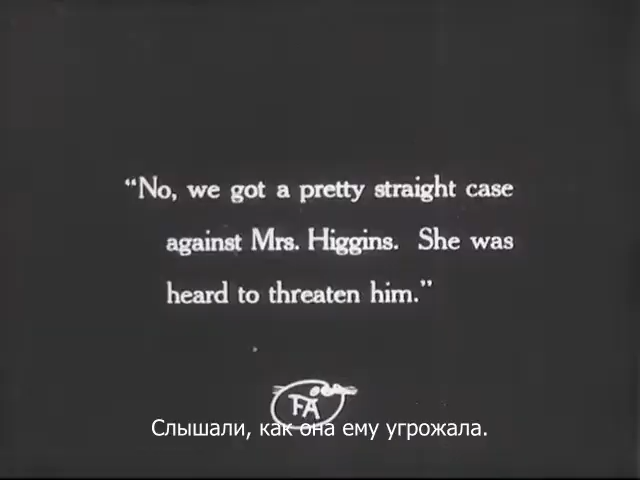 “No, we got a pretty straight case
against Mrs. Higgins. She was
heard to threaten him.”
FA
Слышали, как она ему угрожала.